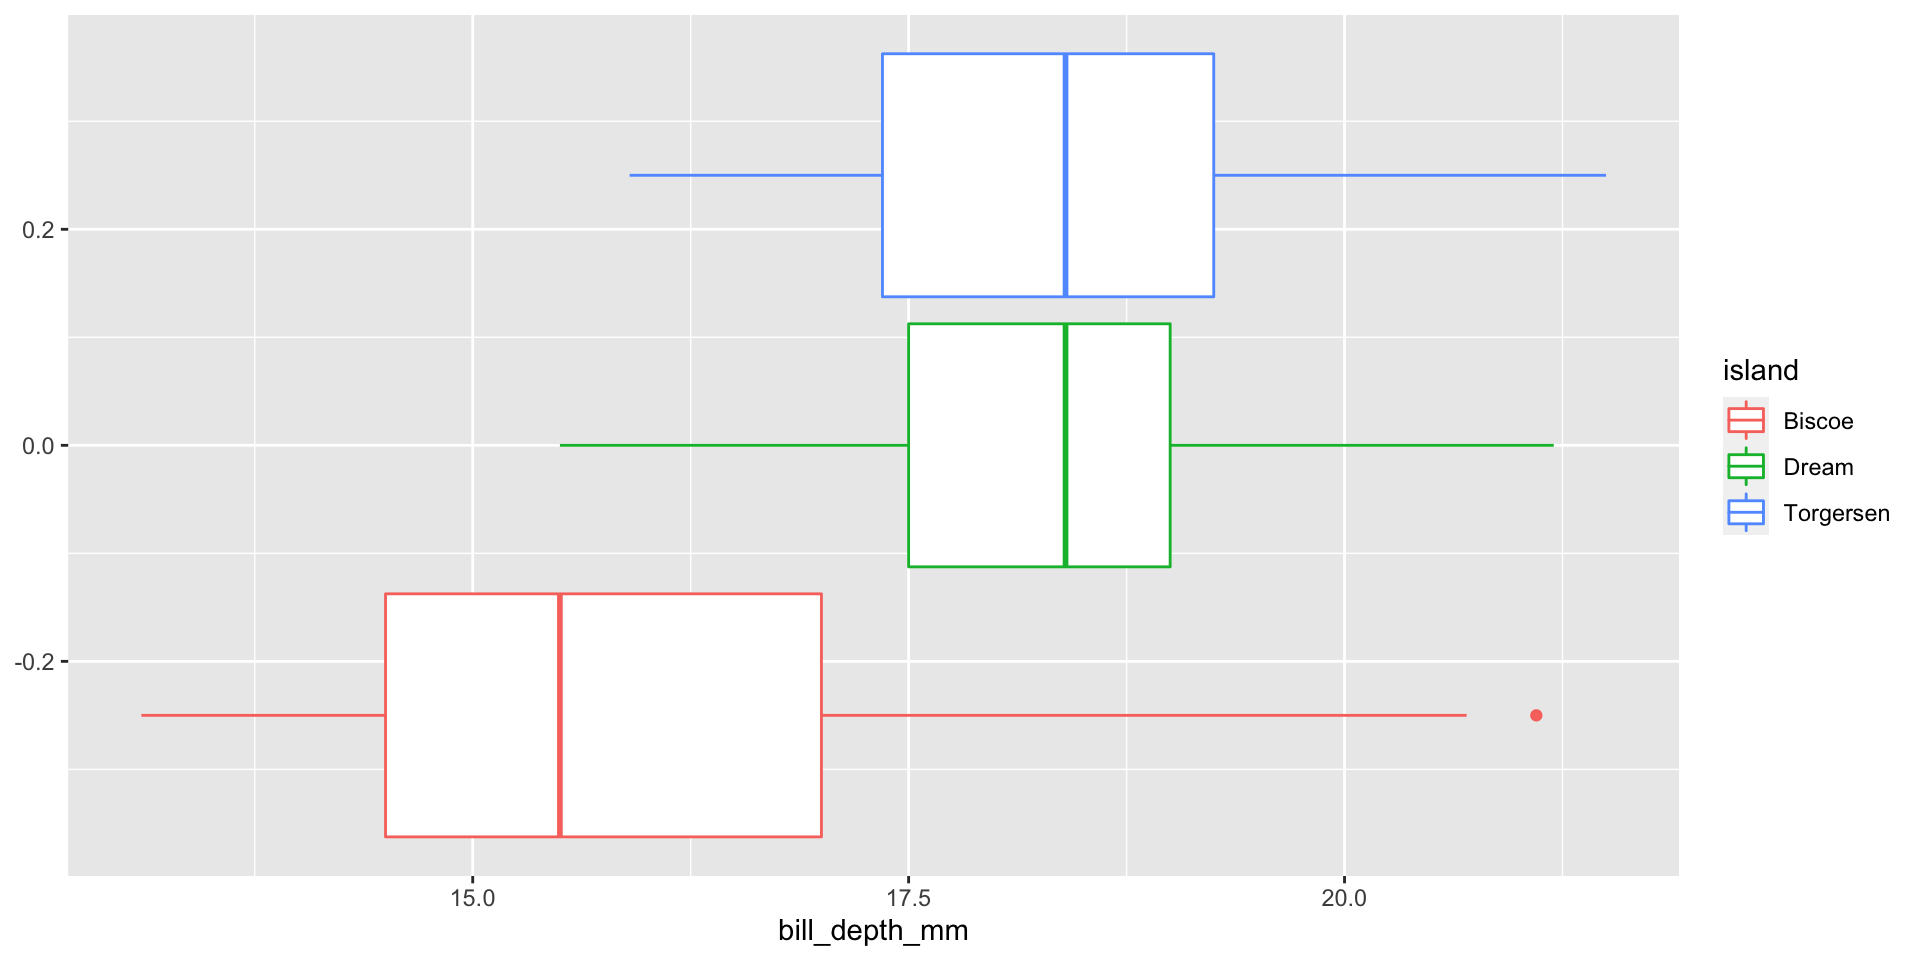 0.2
0.0
-0.2
15.0 17.5 20.0
bill_depth_mm
island
Biscoe
Dream
Torgersen